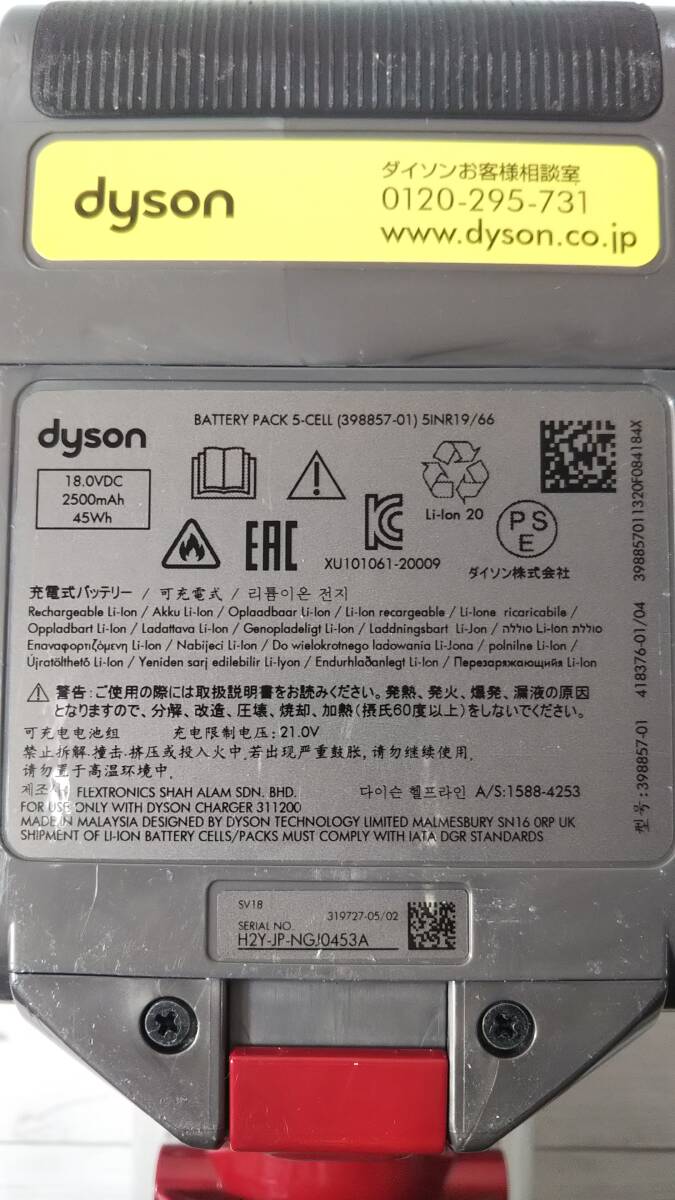 dyson
ダイソンお客様相談室
0120-295-731
www.dyson.co.jp
dyson
BATTERY PACK 5-CELL (398857-01) 5INR19/66
18.0VDC
2500mAh
45Wh
EAC
XU101061-20009
Li-Ion 20
PSE
ダイソン株式会社
充電式バッテリー / 可充電式 / 리튬이온 전지
Rechargeable Li-Ion / Akku Li-Ion / Oplaadbaar Li-Ion / Li-Ion recargeable / Li-Ione ricaricabile /
Oppladbart Li-Ion / Ladattava Li-Ion / Genopladeligt Li-Ion / Laddningsbart Li-Jon / סוללה Li-Ion סוללת נטענת
Επαναφορτιζόμενη Li-Ion / Nabijecí Li-Ion / Do wielokrotnego ladowania Li-Jona / polnilne Li-Ion /
Újratölthető Li-Ion / Yeniden sarj edilebilir Li-Iyon / Endurhlaðanlegt Li-Ion / Перезаряжающийся Li-Ion
警告：ご使用の際には取扱説明書をお読みください。発熱、発火、爆発、漏液の原因
となりますので、分解、改造、圧壊、焼却、加熱（摂氏60度以上）をしないでください。
可充电电池组 充电限制电压：21.0V
禁止拆解.撞击.挤压或投入火中.若出现严重鼓胀，请勿继续使用.
请勿置于高温环境中.
FLEXTRONICS SHAH ALAM SDN. BHD. 다이슨 헬프라인 A/S:1588-4253
FOR USE ONLY WITH DYSON CHARGER 311200
MADE IN MALAYSIA DESIGNED BY DYSON TECHNOLOGY LIMITED MALMESBURY SN16 0RP UK
SHIPMENT OF LI-ION BATTERY CELLS/PACKS MUST COMPLY WITH IATA DGR STANDARDS
型号:398857-01 418376-01/04 398857011320F084184X
SV18
319727-05/02
SERIAL NO.
H2Y-JP-NGJ0453A